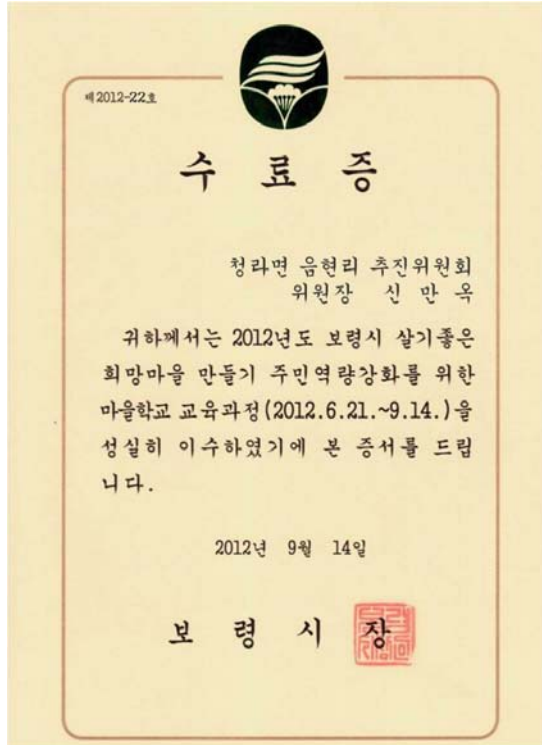 제2012-22호
수료증
청라면 음현리 추진위원회
위원장 신만옥
귀하께서는 2012년도 보령시 살기좋은
희망마을 만들기 주민역량강화를 위한
마을학교 교육과정(2012.6.21.~9.14.)을
성실히 이수하였기에 본 증서를 드립
니다.
2012년 9월 14일
보령시장